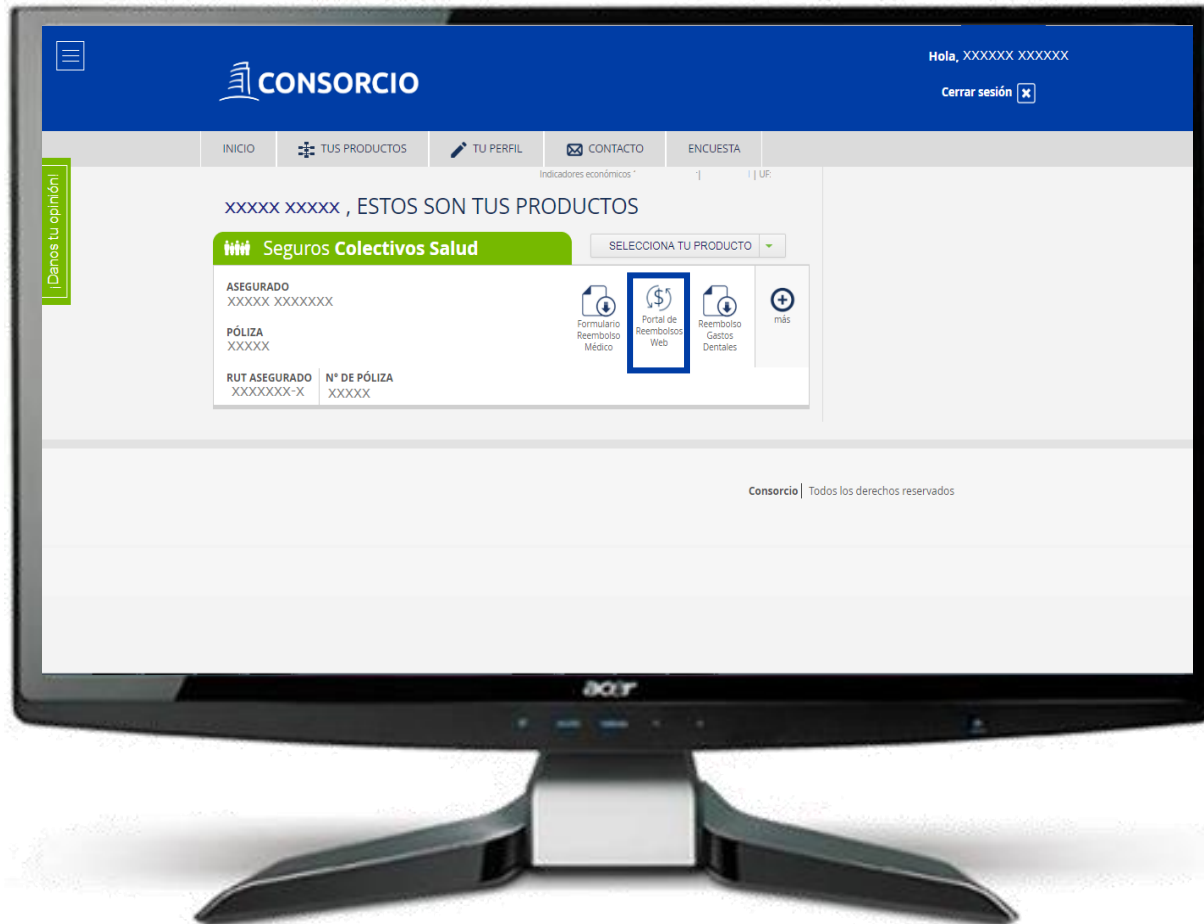 Hola, XXXXXX XXXXXX
CONSORCIO
Cerrar sesión
INICIO
TUS PRODUCTOS
TU PERFIL
CONTACTO
ENCUESTA
Indicadores económicos
UF:
¡Danos tu opinión!
XXXXX XXXXX , ESTOS SON TUS PRODUCTOS
Seguros Colectivos Salud
SELECCIONA TU PRODUCTO
ASEGURADO
XXXXX XXXXXXX
PÓLIZA
XXXXX
RUT ASEGURADO
XXXXXXX-X
N° DE PÓLIZA
XXXXX
Formulario
Reembolso
Médico
Portal de
Reembolsos
Web
Reembolso
Gastos
Dentales
más
Consorcio | Todos los derechos reservados
acer